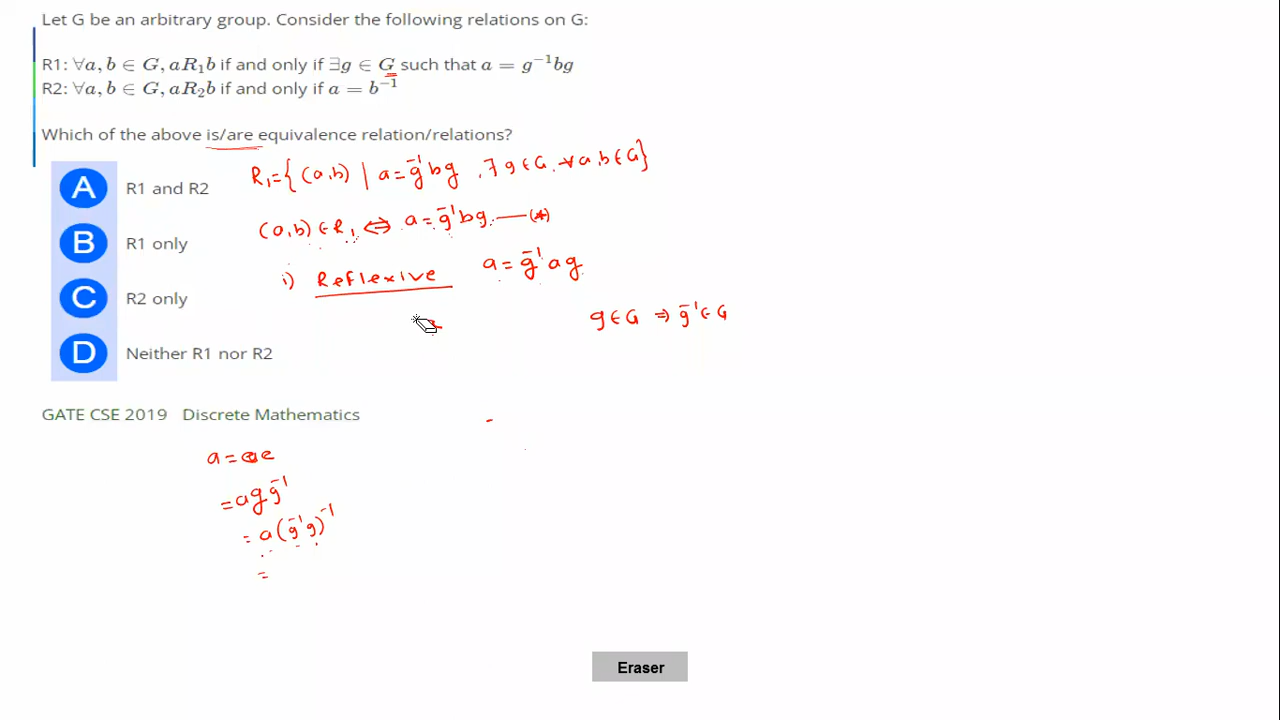 Let G be an arbitrary group. Consider the following relations on G:
R1: ∀a, b ∈ G, aR₁b if and only if ∃g ∈ G such that a = g⁻¹bg
R2: ∀a, b ∈ G, aR₂b if and only if a = b⁻¹
Which of the above is/are equivalence relation/relations?
A R1 and R2
B R1 only
C R2 only
D Neither R1 nor R2
R₁={(a,b) | a=g⁻¹bg, ∃ g∈G, ∀a,b∈G}
(a,b)∈R₁ ⇔ a=g⁻¹bg. —(*)
i) Reflexive a=g⁻¹ag
g∈G ⇒ g⁻¹∈G
GATE CSE 2019 Discrete Mathematics
a=ae
=agg⁻¹
=a(g⁻¹g)⁻¹
=
Eraser